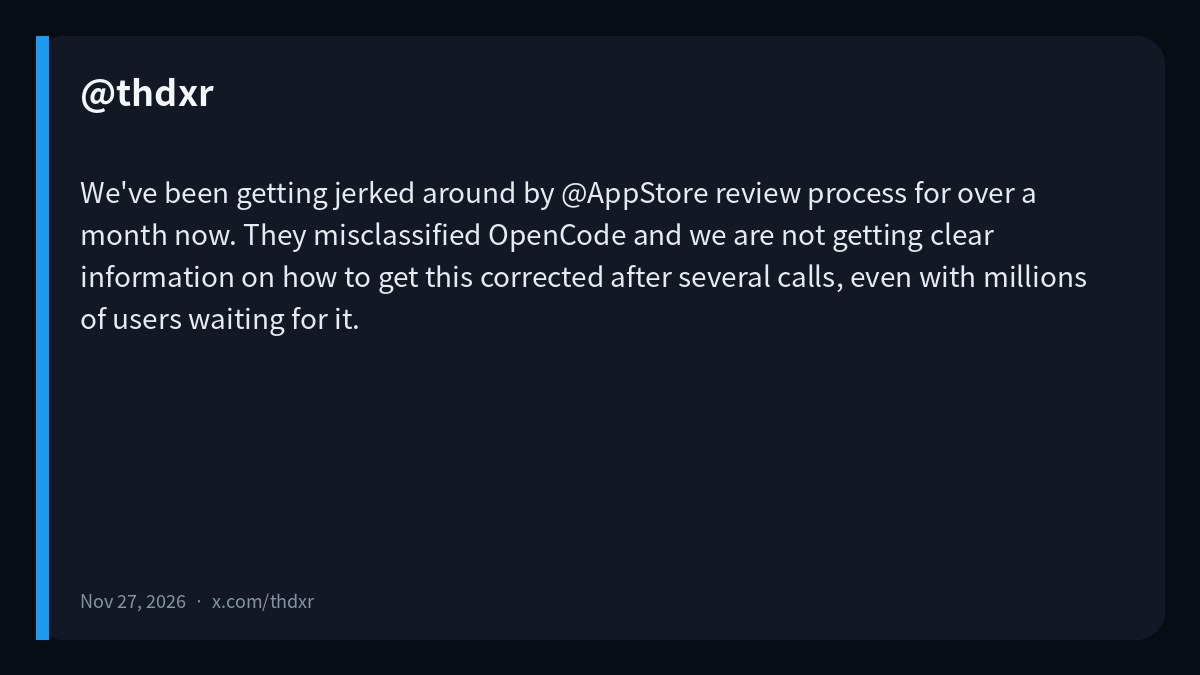 @thdxr
We've been getting jerked around by @AppStore review process for over a
month now. They misclassified OpenCode and we are not getting clear
information on how to get this corrected after several calls, even with millions
of users waiting for it.
Nov 27, 2026 · x.com/thdxr